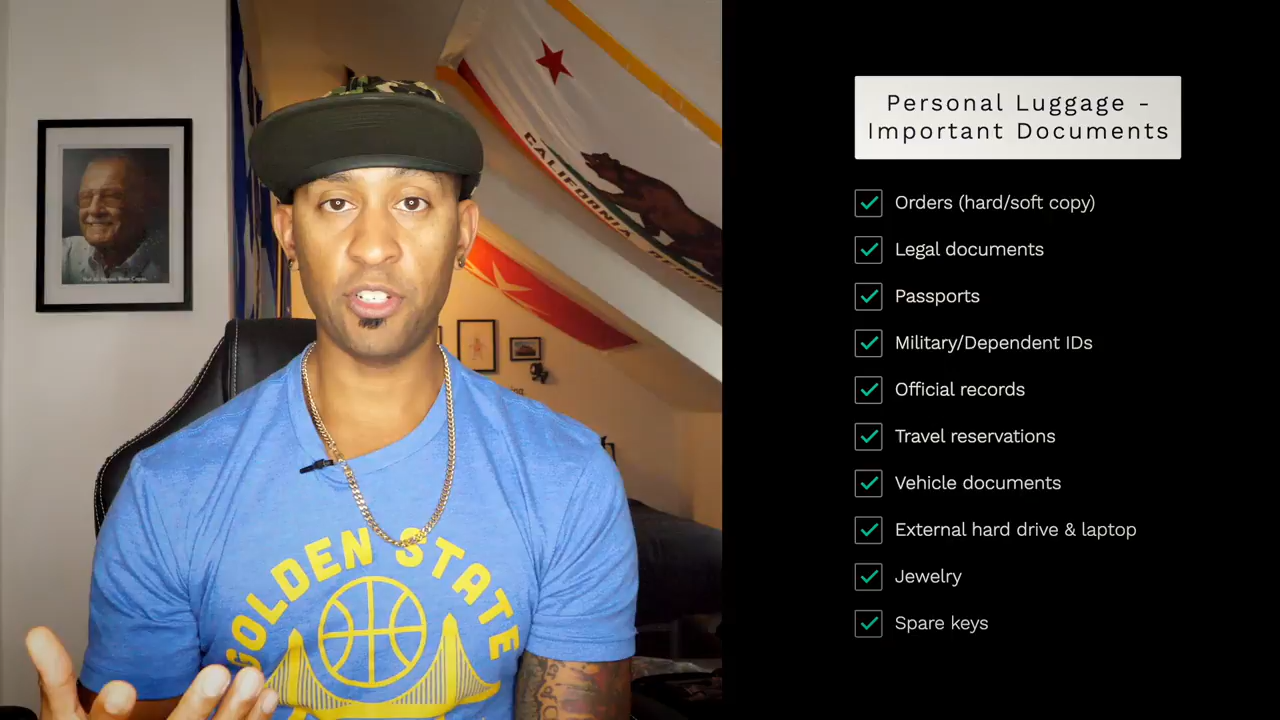 CALIFORNIA REPUBLIC
GOLDEN STATE
Personal Luggage -
Important Documents
Orders (hard/soft copy)
Legal documents
Passports
Military/Dependent IDs
Official records
Travel reservations
Vehicle documents
External hard drive & laptop
Jewelry
Spare keys